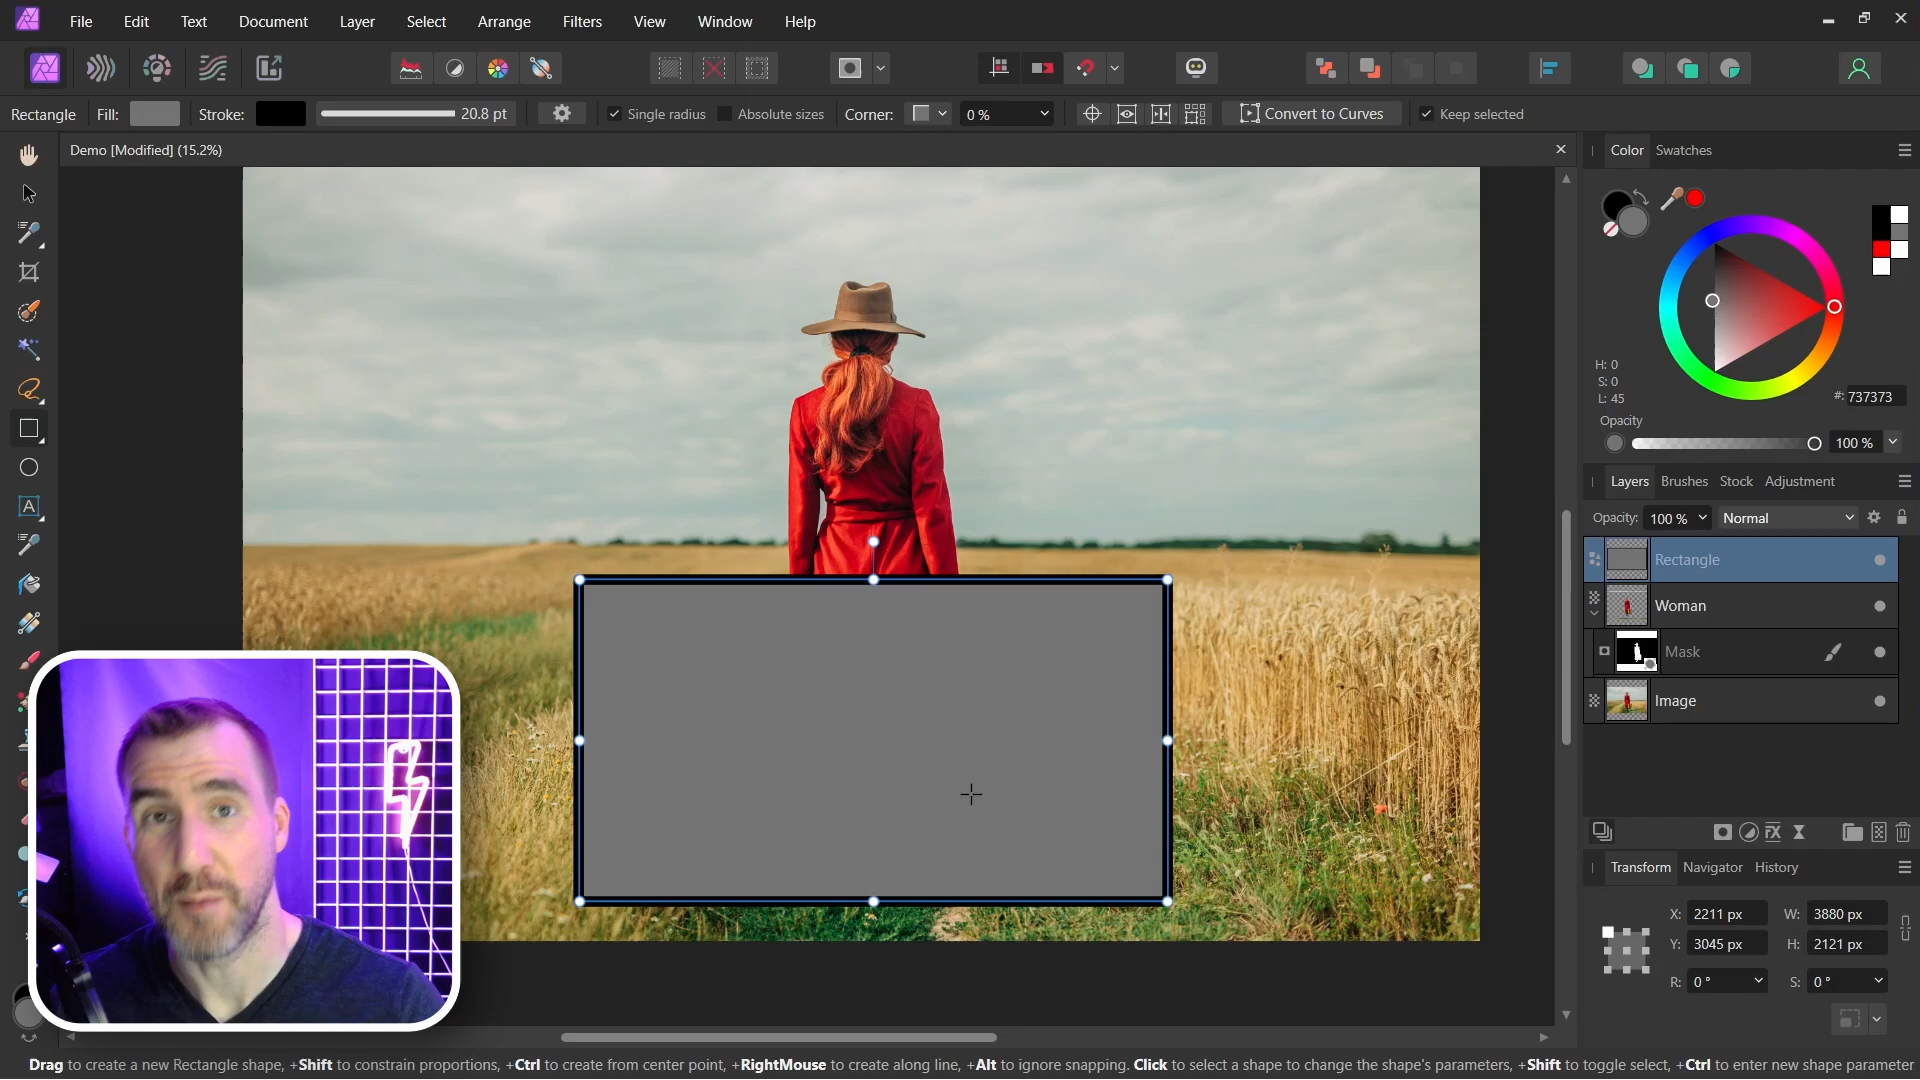 File Edit Text Document Layer Select Arrange Filters View Window Help
Rectangle Fill: Stroke: 20.8 pt Single radius Absolute sizes Corner: 0 % Convert to Curves Keep selected
Demo [Modified] (15.2%)
Color Swatches
H: 0
S: 0
L: 45
#: 737373
Opacity
100 %
Layers Brushes Stock Adjustment
Opacity: 100 % Normal
Rectangle
Woman
Mask
Image
Transform Navigator History
X: 2211 px W: 3880 px
Y: 3045 px H: 2121 px
R: 0 ° S: 0 °
Drag to create a new Rectangle shape, +Shift to constrain proportions, +Ctrl to create from center point, +RightMouse to create along line, +Alt to ignore snapping. Click to select a shape to change the shape's parameters, +Shift to toggle select, +Ctrl to enter new shape parameter